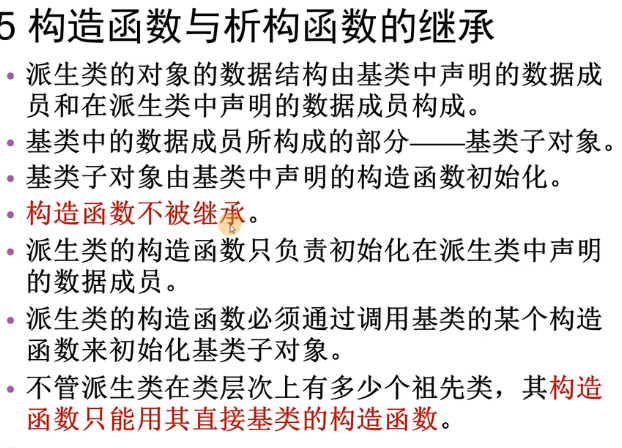 5 构造函数与析构函数的继承
• 派生类的对象的数据结构由基类中声明的数据成
员和在派生类中声明的数据成员构成。
• 基类中的数据成员所构成的部分——基类子对象。
• 基类子对象由基类中声明的构造函数初始化。
• 构造函数不被继承。
• 派生类的构造函数只负责初始化在派生类中声明
的数据成员。
• 派生类的构造函数必须通过调用基类的某个构造
函数来初始化基类子对象。
• 不管派生类在类层次上有多少个祖先类，其构造
函数只能用其直接基类的构造函数。